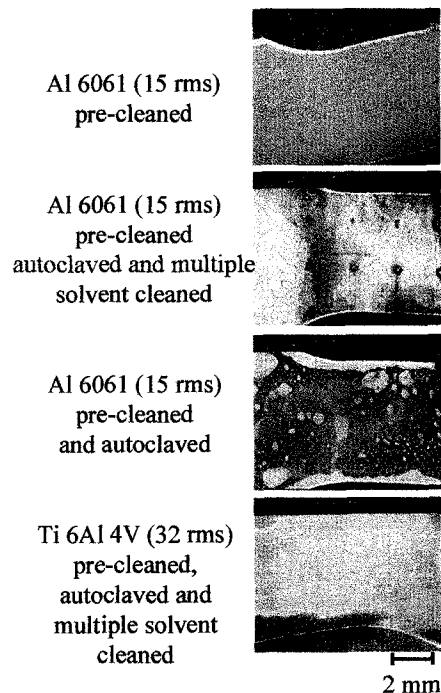 Al 6061 (15 rms)
pre-cleaned
Al 6061 (15 rms)
pre-cleaned
autoclaved and multiple
solvent cleaned
Al 6061 (15 rms)
pre-cleaned
and autoclaved
Ti 6Al 4V (32 rms)
pre-cleaned,
autoclaved and
multiple solvent
cleaned
2 mm